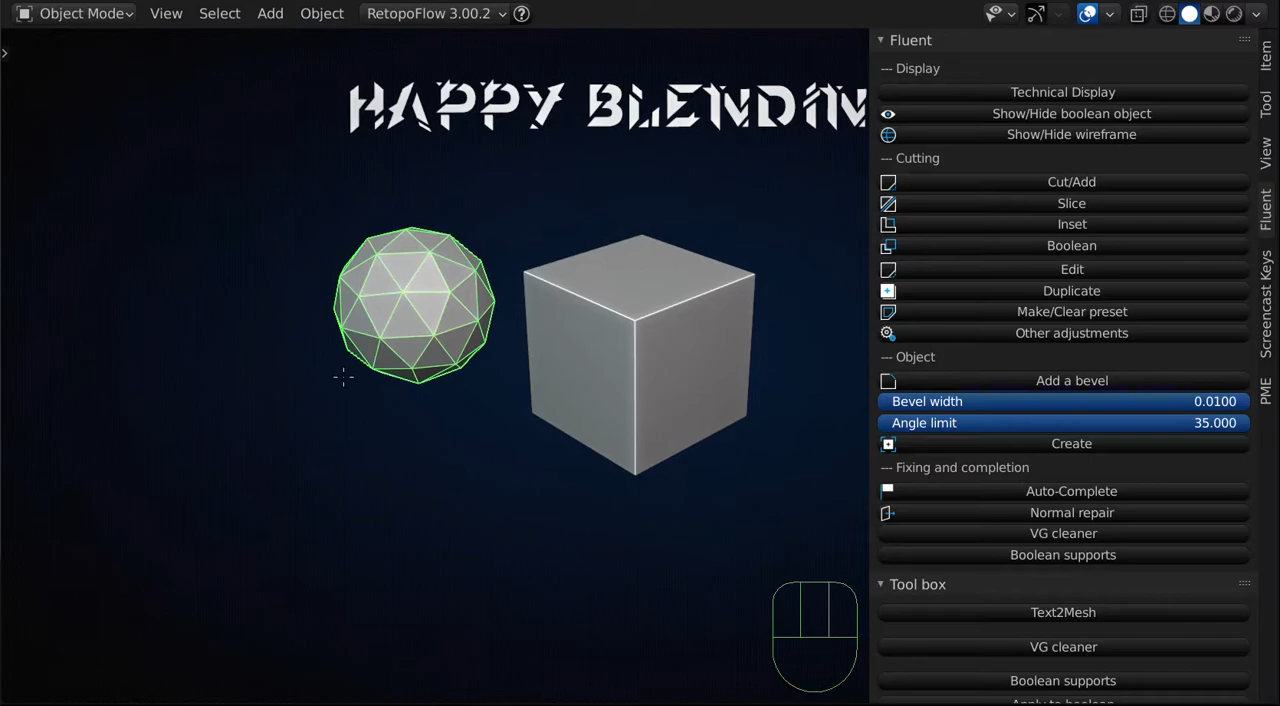 Object Mode View Select Add Object RetopoFlow 3.00.2
HAPPY BLENDIN
Fluent
--- Display
Technical Display
Show/Hide boolean object
Show/Hide wireframe
--- Cutting
Cut/Add
Slice
Inset
Boolean
Edit
Duplicate
Make/Clear preset
Other adjustments
--- Object
Add a bevel
Bevel width 0.0100
Angle limit 35.000
Create
--- Fixing and completion
Auto-Complete
Normal repair
VG cleaner
Boolean supports
Tool box
Text2Mesh
VG cleaner
Boolean supports
Apply to boolean
Item
Tool
View
Fluent
Screencast Keys
PME